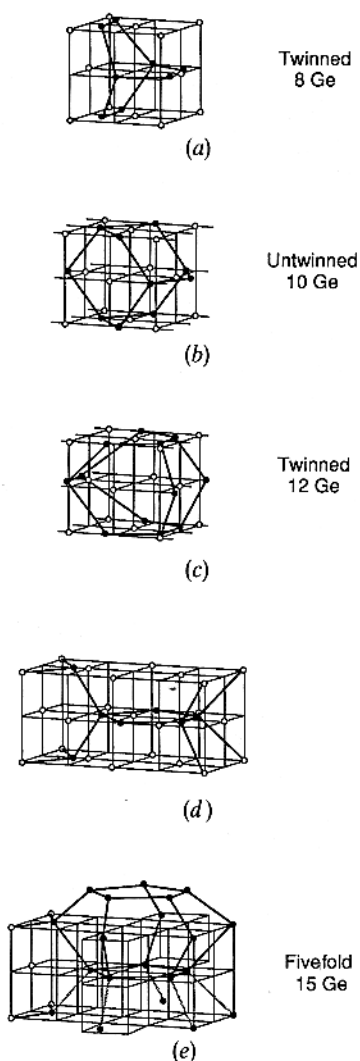 Twinned
8 Ge
(a)
Untwinned
10 Ge
(b)
Twinned
12 Ge
(c)
(d)
Fivefold
15 Ge
(e)